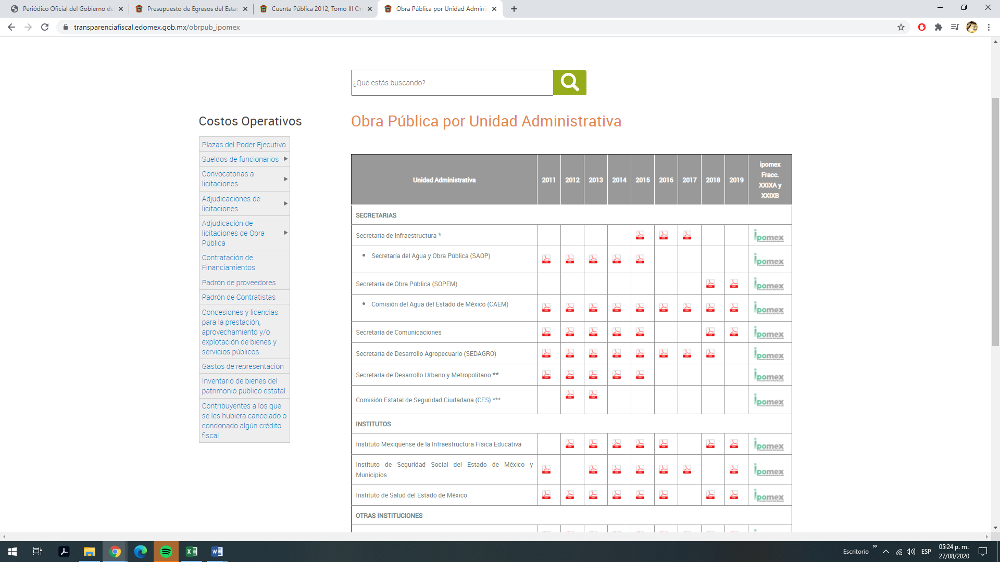 Periódico Oficial del Gobierno de
Presupuesto de Egresos del Estac
Cuenta Pública 2012, Tomo III Or
Obra Pública por Unidad Adminis
transparenciafiscal.edomex.gob.mx/obrpub_ipomex
¿Qué estás buscando?
Costos Operativos
Plazas del Poder Ejecutivo
Sueldos de funcionarios
Convocatorias a
licitaciones
Adjudicaciones de
licitaciones
Adjudicación de
licitaciones de Obra
Pública
Contratación de
Financiamientos
Padrón de proveedores
Padrón de Contratistas
Concesiones y licencias
para la prestación,
aprovechamiento y/o
explotación de bienes y
servicios públicos
Gastos de representación
Inventario de bienes del
patrimonio público estatal
Contribuyentes a los que
se les hubiera cancelado o
condonado algún crédito
fiscal
Obra Pública por Unidad Administrativa
Unidad Administrativa 2011 2012 2013 2014 2015 2016 2017 2018 2019
ipomex
Fracc.
XXIXA y
XXIXB
SECRETARIAS
Secretaría de Infraestructura * ipomex
Secretaría del Agua y Obra Pública (SAOP) ipomex
Secretaría de Obra Pública (SOPEM) ipomex
Comisión del Agua del Estado de México (CAEM) ipomex
Secretaría de Comunicaciones ipomex
Secretaría de Desarrollo Agropecuario (SEDAGRO) ipomex
Secretaría de Desarrollo Urbano y Metropolitano ** ipomex
Comisión Estatal de Seguridad Ciudadana (CES) *** ipomex
INSTITUTOS
Instituto Mexiquense de la Infraestructura Física Educativa ipomex
Instituto de Seguridad Social del Estado de México y
Municipios ipomex
Instituto de Salud del Estado de México ipomex
OTRAS INSTITUCIONES
Escritorio
ESP
05:24 p. m.
27/08/2020